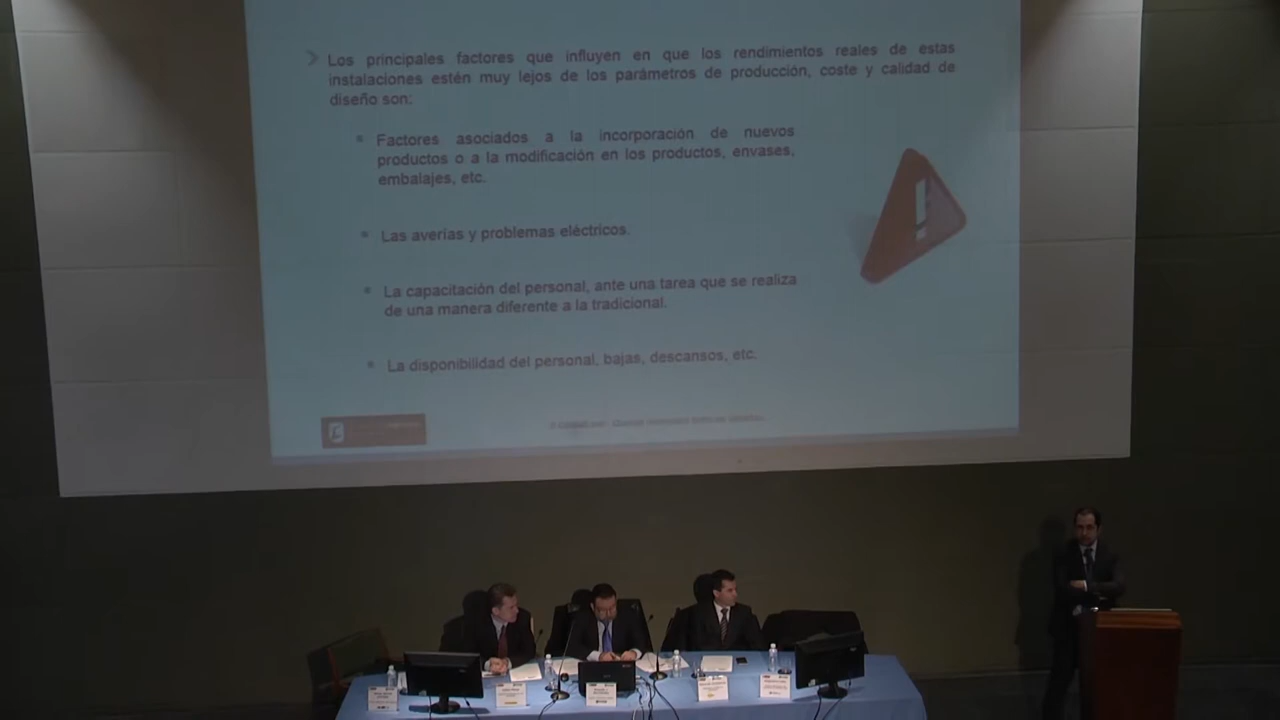 Los principales factores que influyen en que los rendimientos reales de estas
instalaciones estén muy lejos de los parámetros de producción, coste y calidad de
diseño son:
Factores asociados a la incorporación de nuevos
productos o a la modificación en los productos, envases,
embalajes, etc.
Las averías y problemas eléctricos.
La capacitación del personal, ante una tarea que se realiza
de una manera diferente a la tradicional.
La disponibilidad del personal, bajas, descansos, etc.